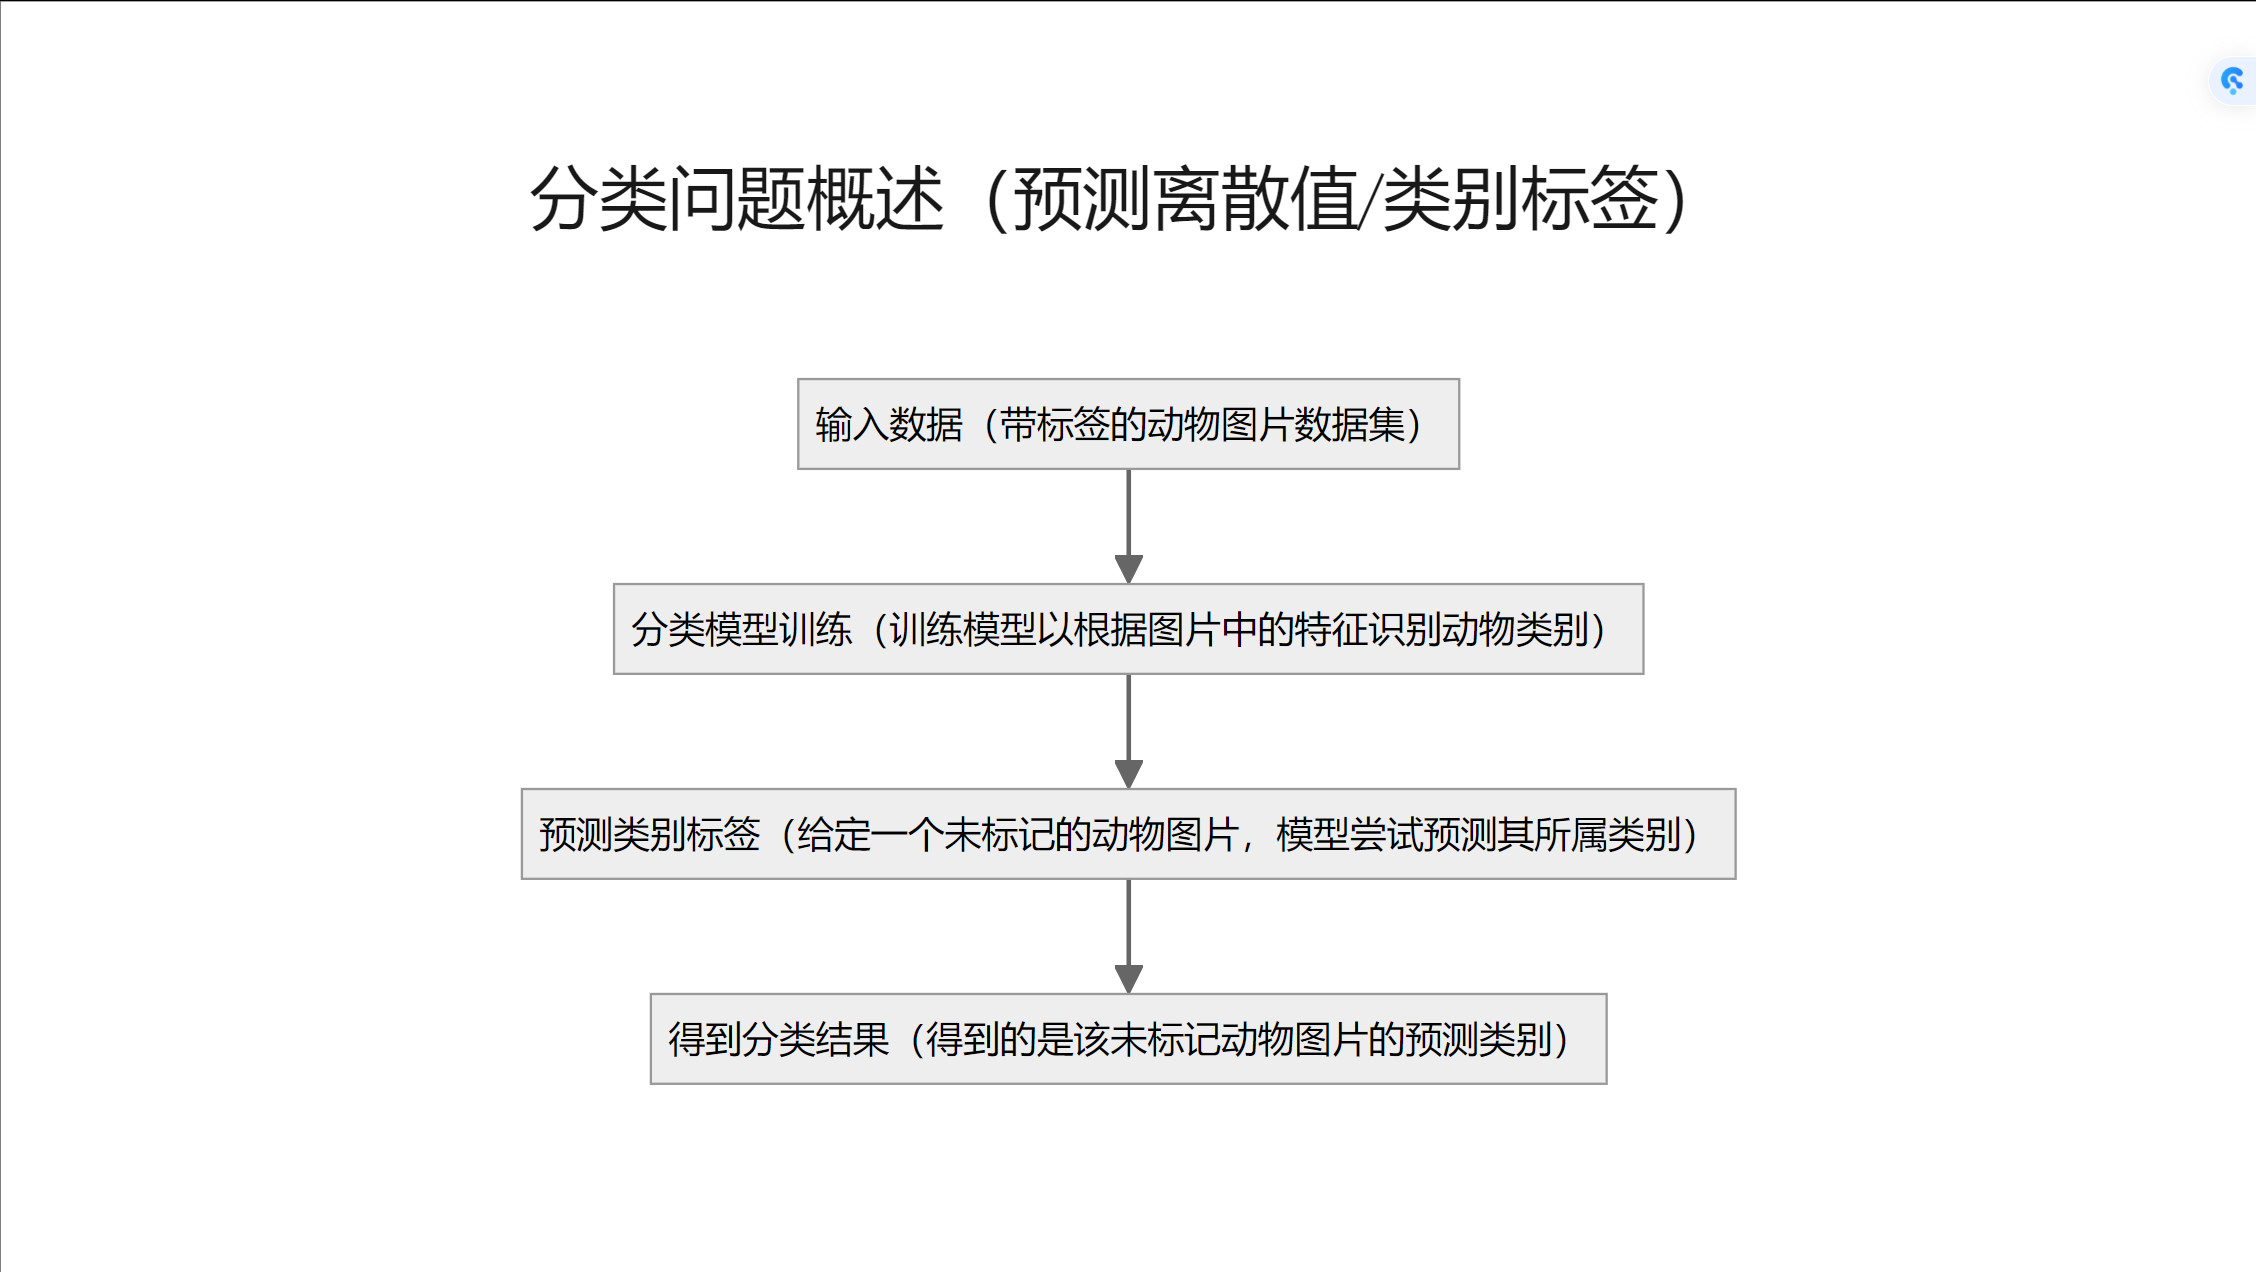 分类问题概述（预测离散值/类别标签）
输入数据（带标签的动物图片数据集）
分类模型训练（训练模型以根据图片中的特征识别动物类别）
预测类别标签（给定一个未标记的动物图片，模型尝试预测其所属类别）
得到分类结果（得到的是该未标记动物图片的预测类别）